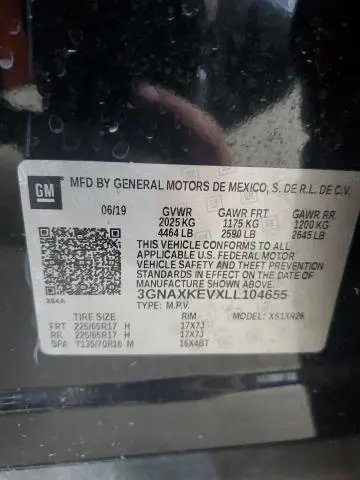 GM
MFD BY GENERAL MOTORS DE MEXICO, S. DE R.L. DE C.V.
06/19 GVWR GAWR FRT GAWR RR
2025 KG 1175 KG 1200 KG
4464 LB 2590 LB 2645 LB
THIS VEHICLE CONFORMS TO ALL
APPLICABLE U.S. FEDERAL MOTOR
VEHICLE SAFETY AND THEFT
PREVENTION STANDARDS IN EFFECT
ON THE DATE OF MANUFACTURE
SHOWN ABOVE.
384A
3GNAXKEVXLL104655
TYPE: M.P.V. MODEL: XS1XR26
TIRE SIZE RIM
FRT 225/65R17 H 17X7J
RR 225/65R17 H 17X7J
SPA T135/70R16 M 16X4BT